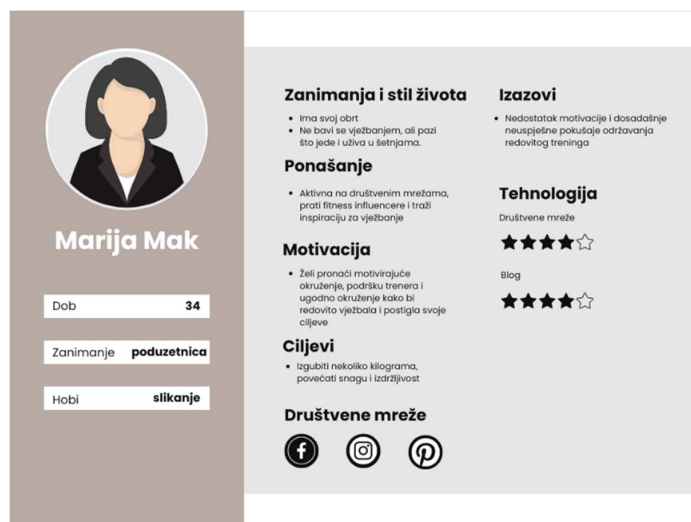 Marija Mak
Dob 34
Zanimanje poduzetnica
Hobi slikanje
Zanimanja i stil života
Ima svoj obrt
Ne bavi se vježbanjem, ali pazi
što jede i uživa u šetnjama.
Ponašanje
Aktivna na društvenim mrežama,
prati fitness influencere i traži
inspiraciju za vježbanje
Motivacija
Želi pronaći motivirajuće
okruženje, podršku trenera i
ugodno okruženje kako bi
redovito vježbala i postigla svoje
ciljeve
Ciljevi
Izgubiti nekoliko kilograma,
povećati snagu i izdržljivost
Društvene mreže
Izazovi
Nedostatak motivacije i dosadašnje
neuspješne pokušaje održavanja
redovitog treninga
Tehnologija
Društvene mreže
Blog